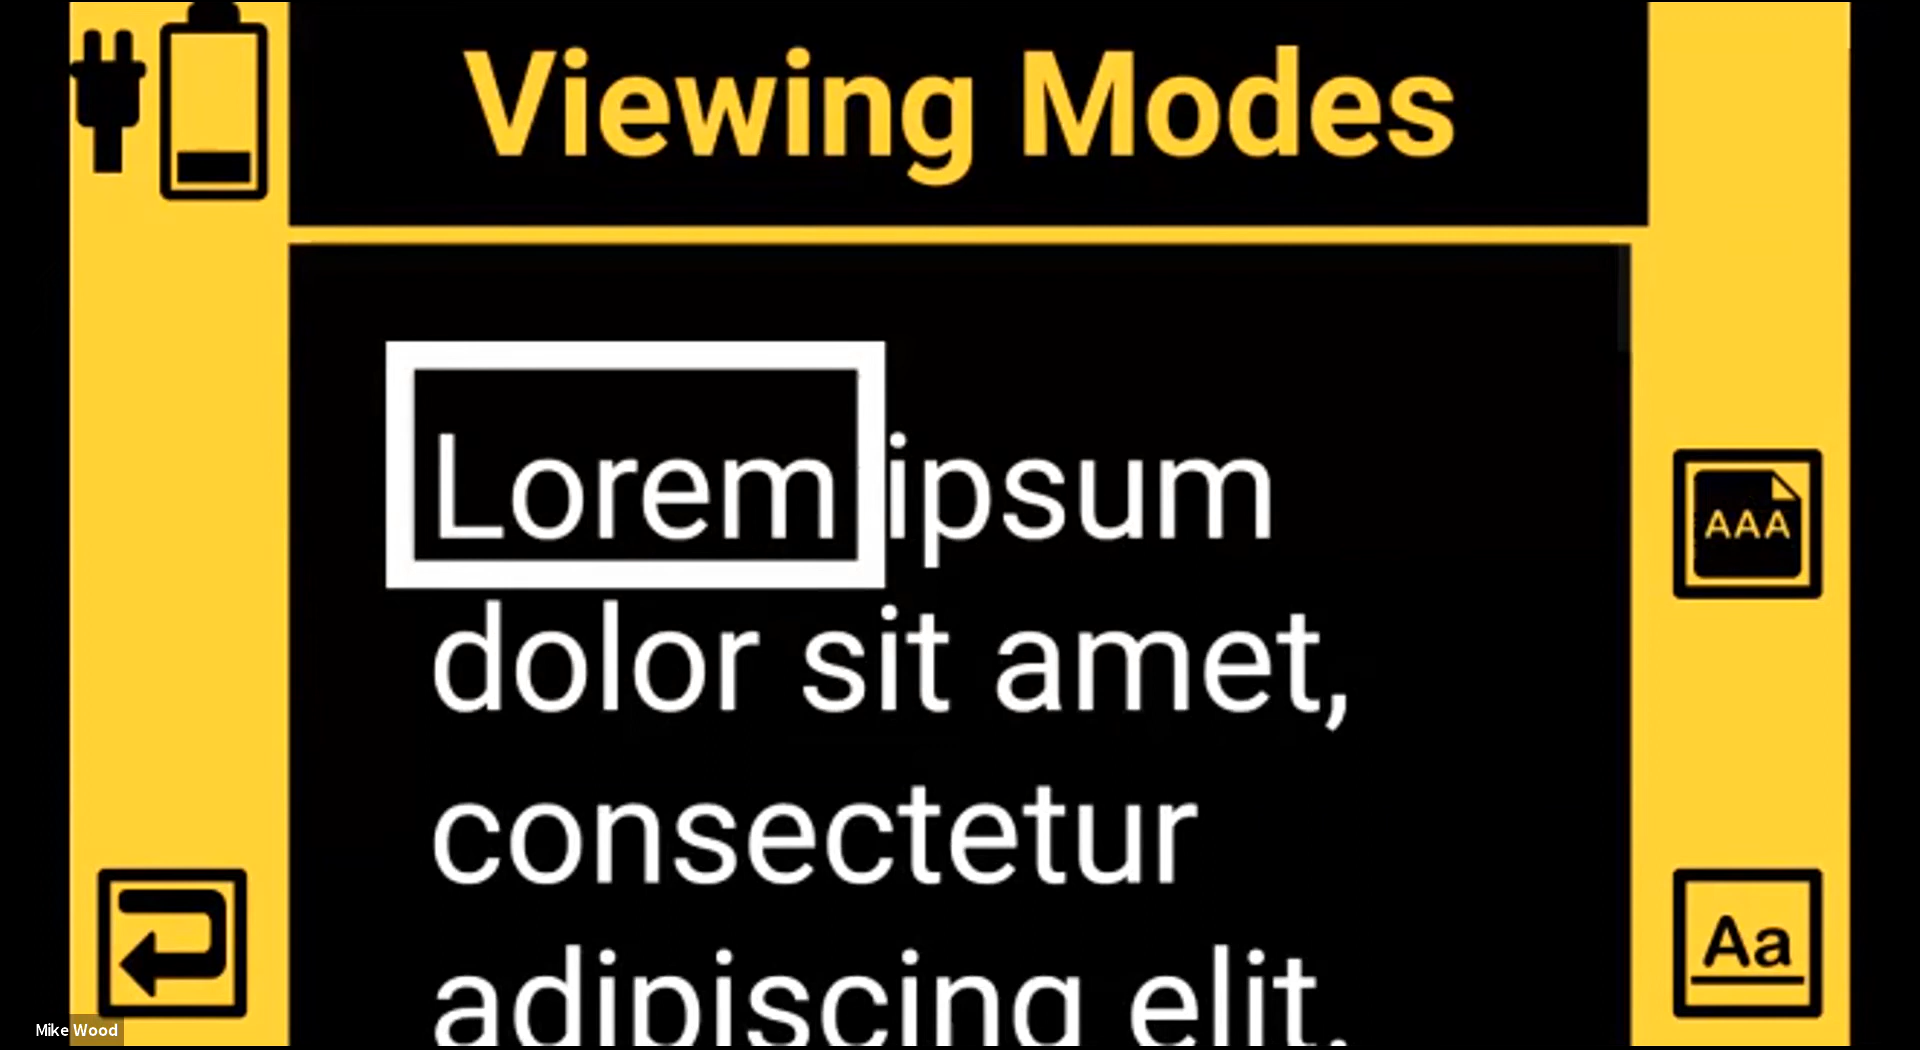 Viewing Modes
Lorem ipsum
dolor sit amet,
AAA
consectetur
Aa
adipiscing elit.
Mike Wood